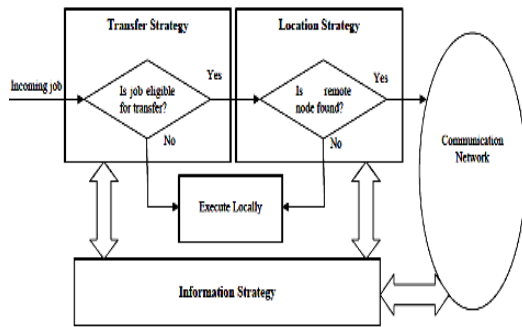 Transfer Strategy
Location Strategy
Incoming job
Is job eligible
for transfer?
Yes
Is remote
node found?
Yes
No
No
Communication
Network
Execute Locally
Information Strategy